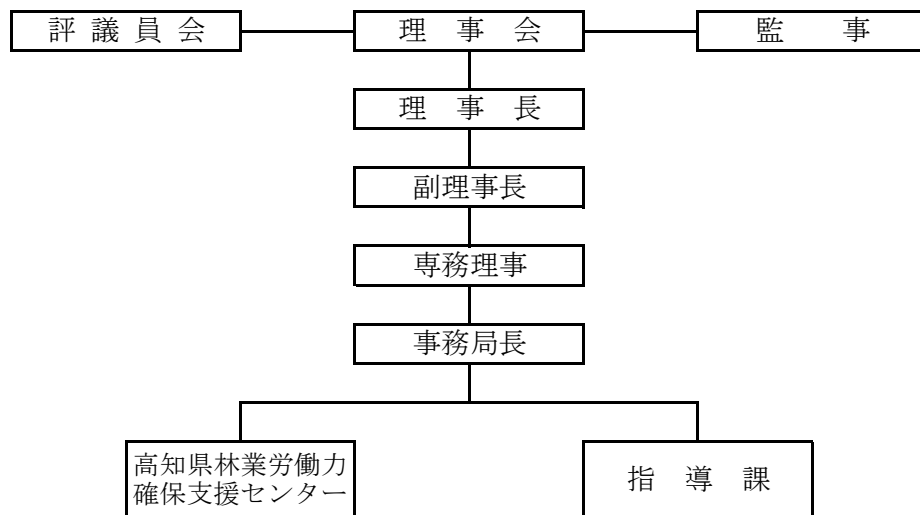 評議員会
理事会
監事
理事長
副理事長
専務理事
事務局長
高知県林業労働力
確保支援センター
指導課